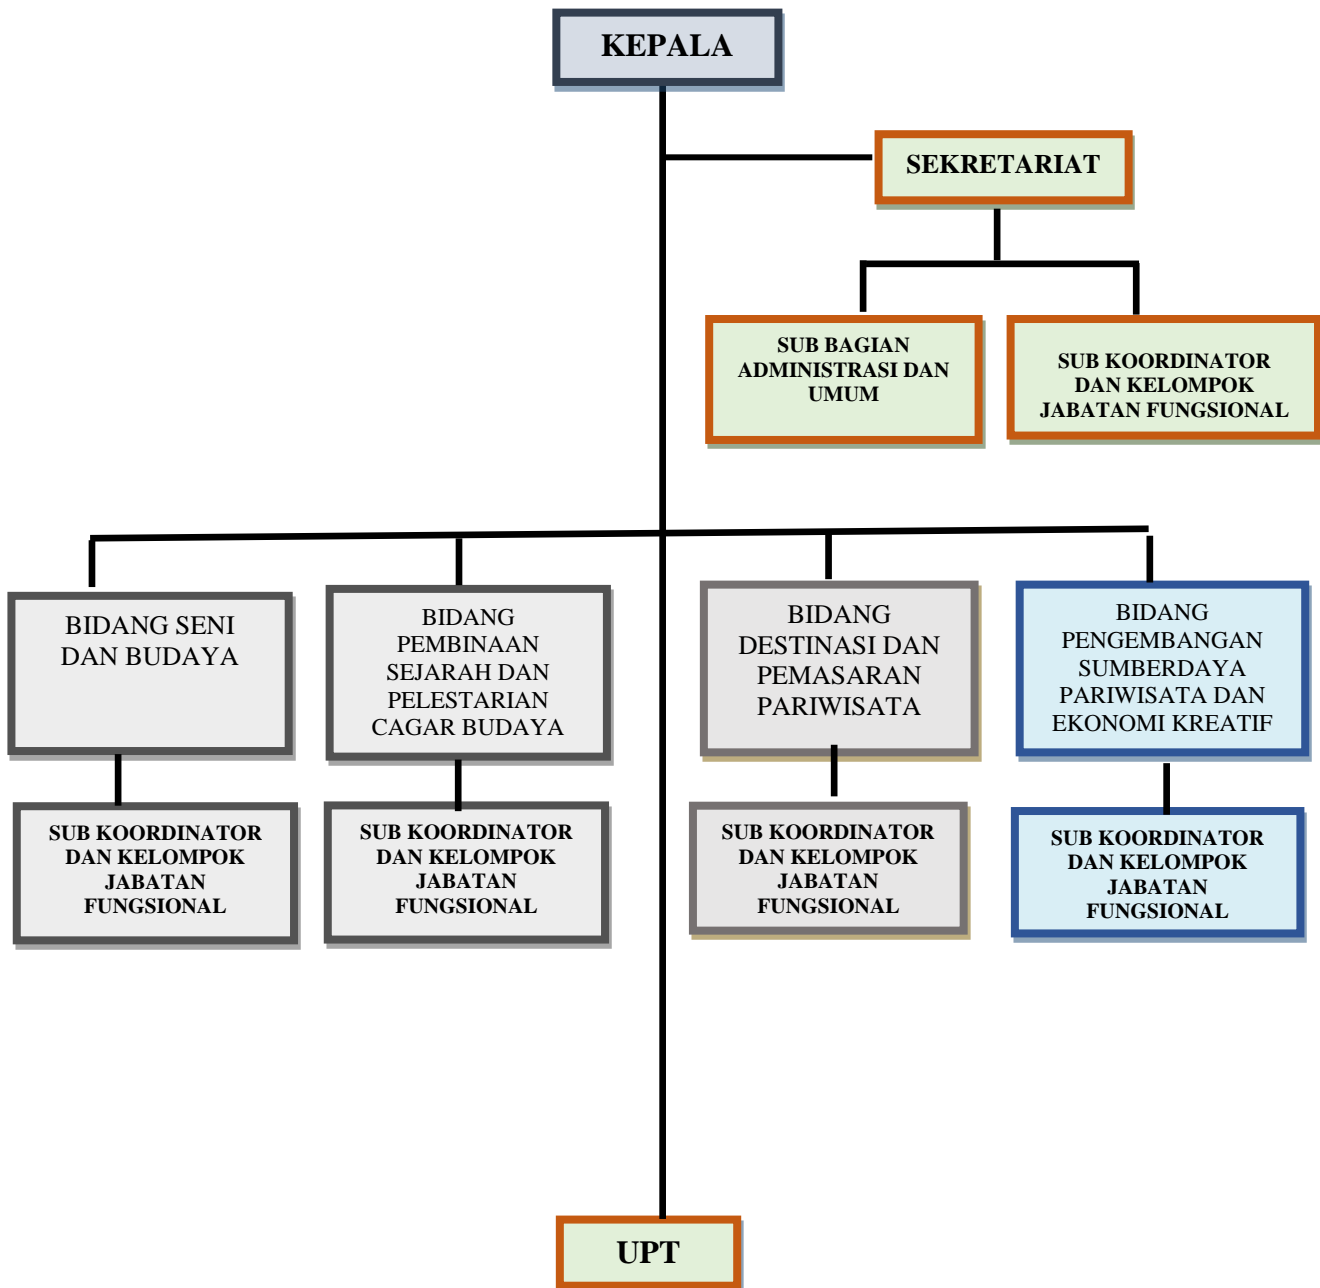 KEPALA
SEKRETARIAT
SUB BAGIAN
ADMINISTRASI DAN
UMUM
SUB KOORDINATOR
DAN KELOMPOK
JABATAN FUNGSIONAL
BIDANG SENI
DAN BUDAYA
BIDANG
PEMBINAAN
SEJARAH DAN
PELESTARIAN
CAGAR BUDAYA
BIDANG
DESTINASI DAN
PEMASARAN
PARIWISATA
BIDANG
PENGEMBANGAN
SUMBERDAYA
PARIWISATA DAN
EKONOMI KREATIF
SUB KOORDINATOR
DAN KELOMPOK
JABATAN
FUNGSIONAL
SUB KOORDINATOR
DAN KELOMPOK
JABATAN
FUNGSIONAL
SUB KOORDINATOR
DAN KELOMPOK
JABATAN
FUNGSIONAL
SUB KOORDINATOR
DAN KELOMPOK
JABATAN
FUNGSIONAL
UPT